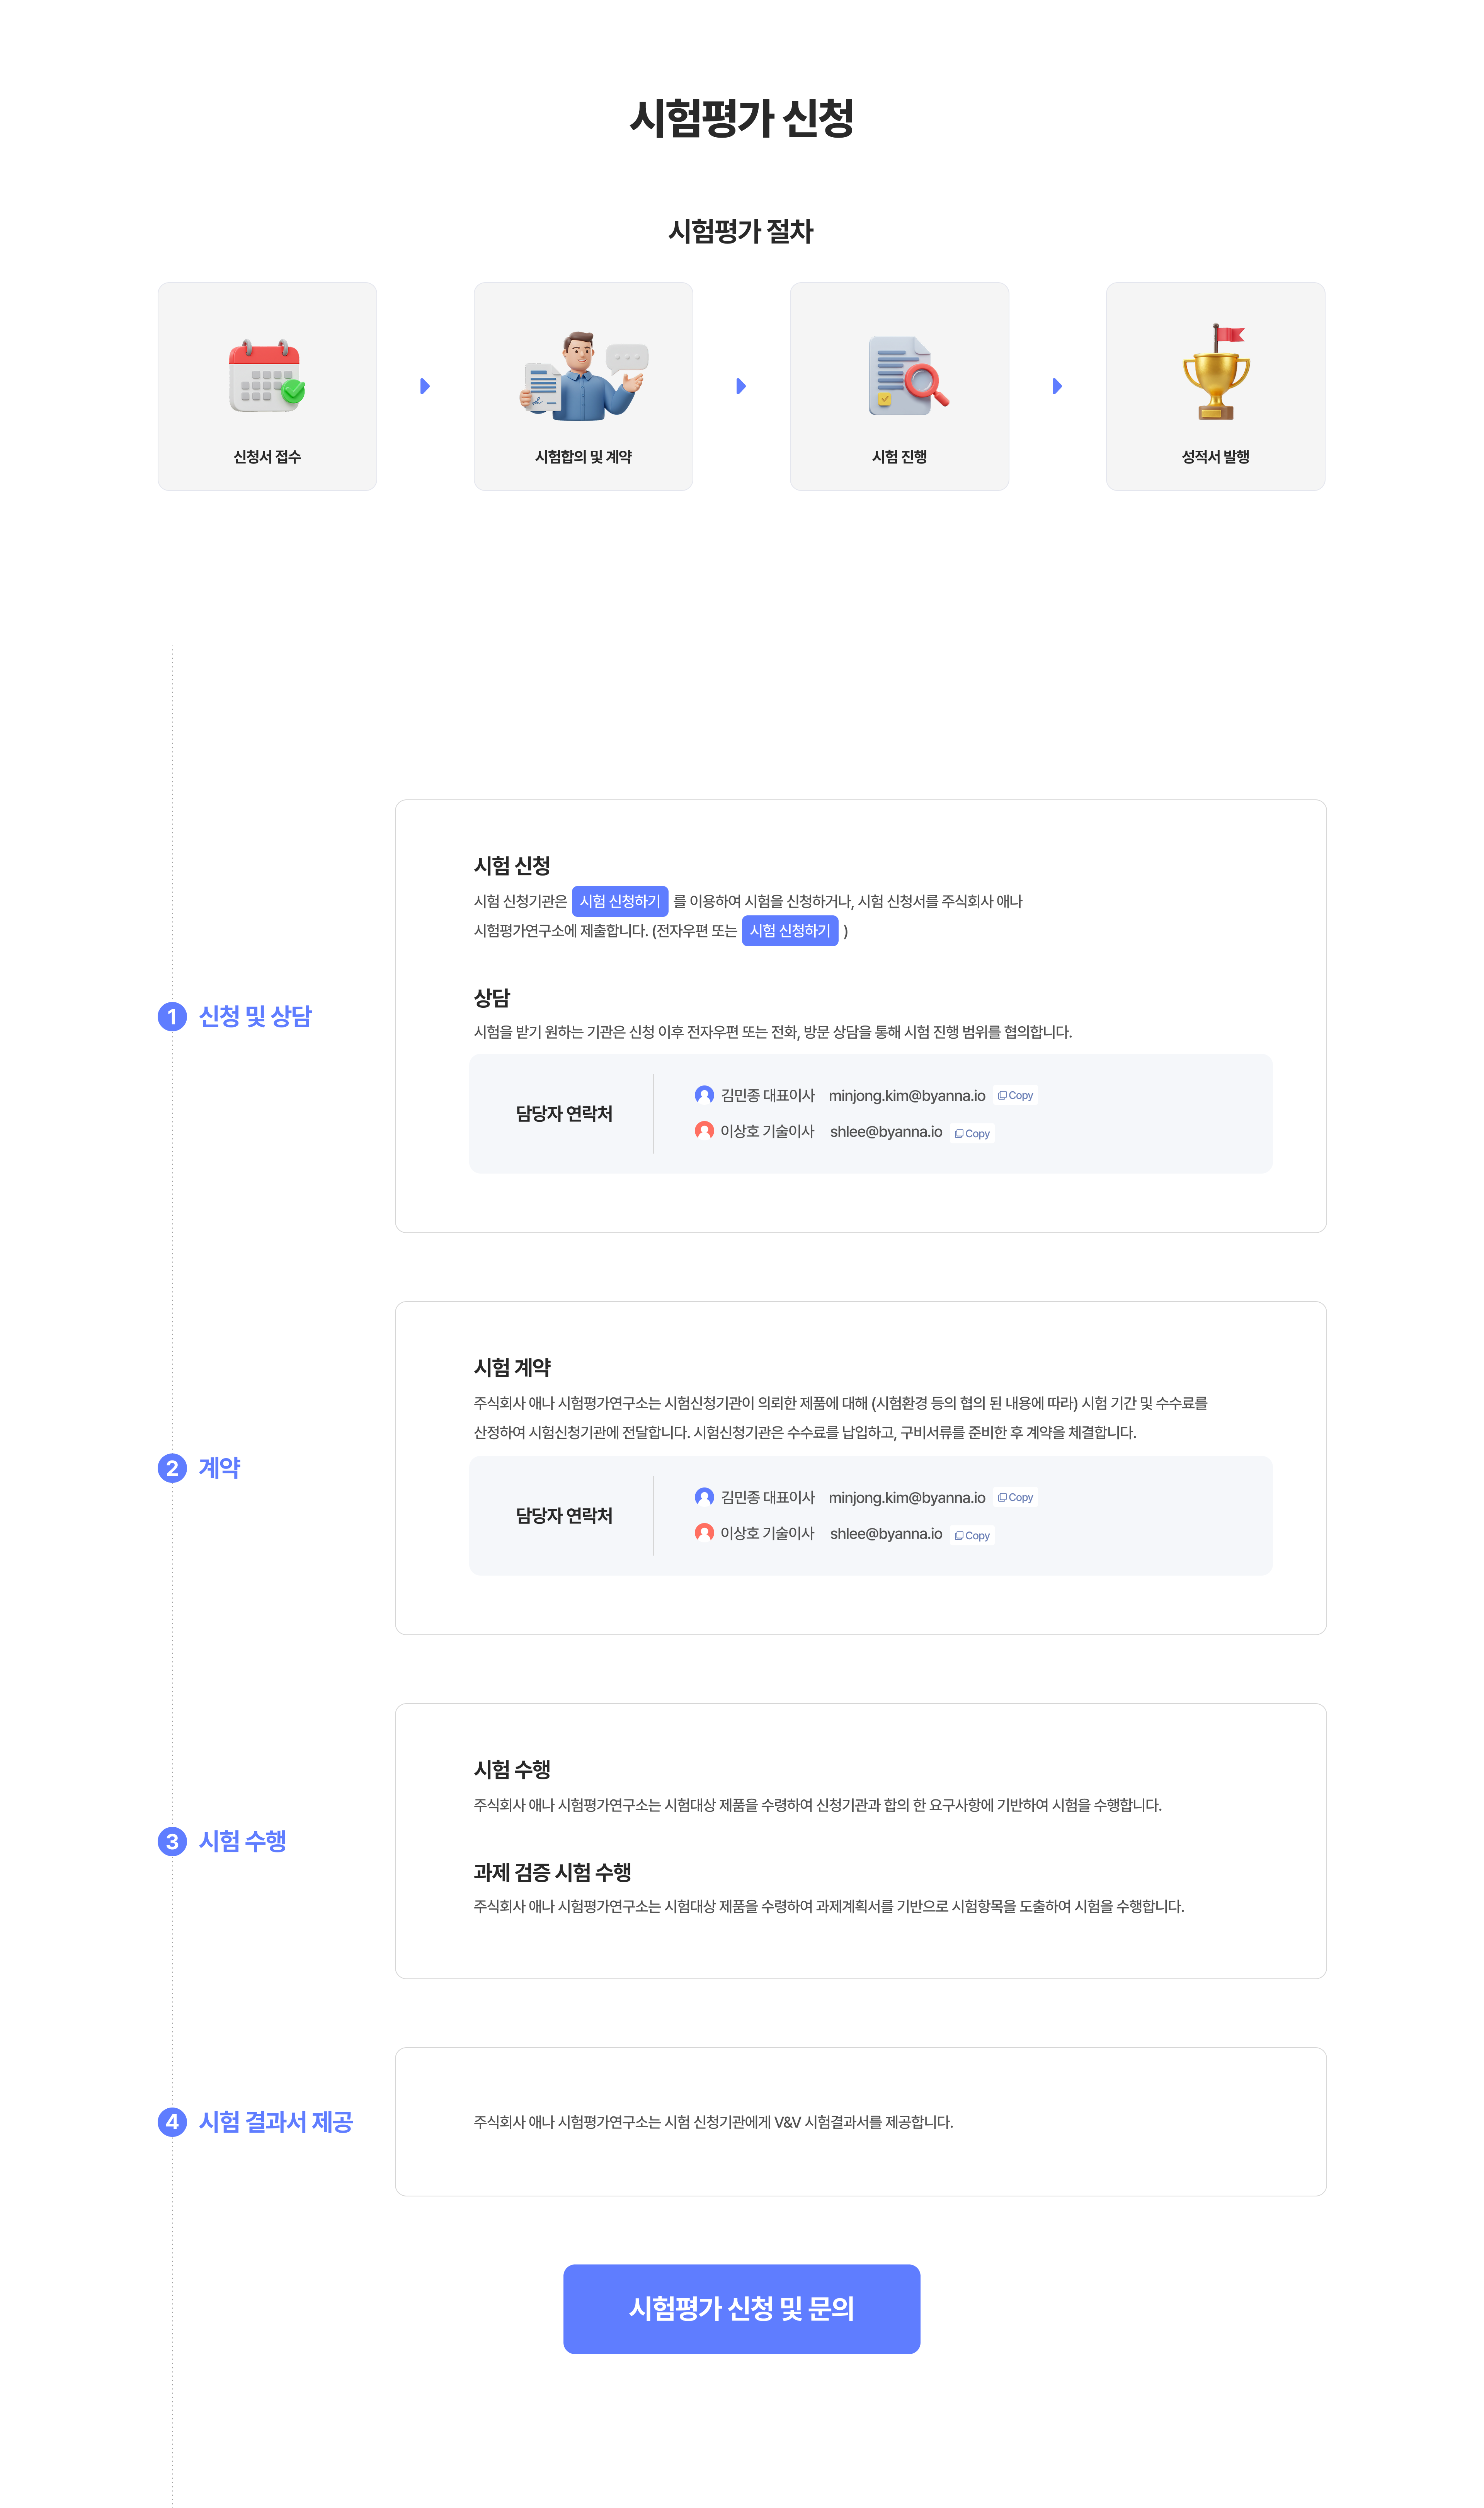 시험평가 신청
시험평가 절차
신청서 접수
시험합의 및 계약
시험 진행
성적서 발행
1 신청 및 상담
시험 신청
시험 신청기관은 시험 신청하기 를 이용하여 시험을 신청하거나, 시험 신청서를 주식회사 애나
시험평가연구소에 제출합니다. (전자우편 또는 시험 신청하기 )
상담
시험을 받기 원하는 기관은 신청 이후 전자우편 또는 전화, 방문 상담을 통해 시험 진행 범위를 협의합니다.
담당자 연락처
김민종 대표이사 minjong.kim@byanna.io Copy
이상호 기술이사 shlee@byanna.io Copy
2 계약
시험 계약
주식회사 애나 시험평가연구소는 시험신청기관이 의뢰한 제품에 대해 (시험환경 등의 협의 된 내용에 따라) 시험 기간 및 수수료를
산정하여 시험신청기관에 전달합니다. 시험신청기관은 수수료를 납입하고, 구비서류를 준비한 후 계약을 체결합니다.
담당자 연락처
김민종 대표이사 minjong.kim@byanna.io Copy
이상호 기술이사 shlee@byanna.io Copy
3 시험 수행
시험 수행
주식회사 애나 시험평가연구소는 시험대상 제품을 수령하여 신청기관과 합의 한 요구사항에 기반하여 시험을 수행합니다.
과제 검증 시험 수행
주식회사 애나 시험평가연구소는 시험대상 제품을 수령하여 과제계획서를 기반으로 시험항목을 도출하여 시험을 수행합니다.
4 시험 결과서 제공
주식회사 애나 시험평가연구소는 시험 신청기관에게 V&V 시험결과서를 제공합니다.
시험평가 신청 및 문의